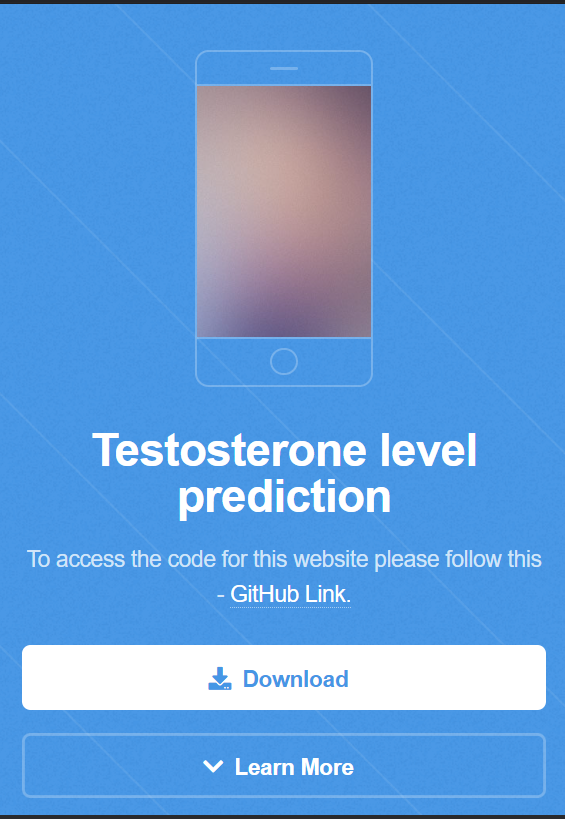 Testosterone level
prediction
To access the code for this website please follow this
- GitHub Link.
Download
Learn More